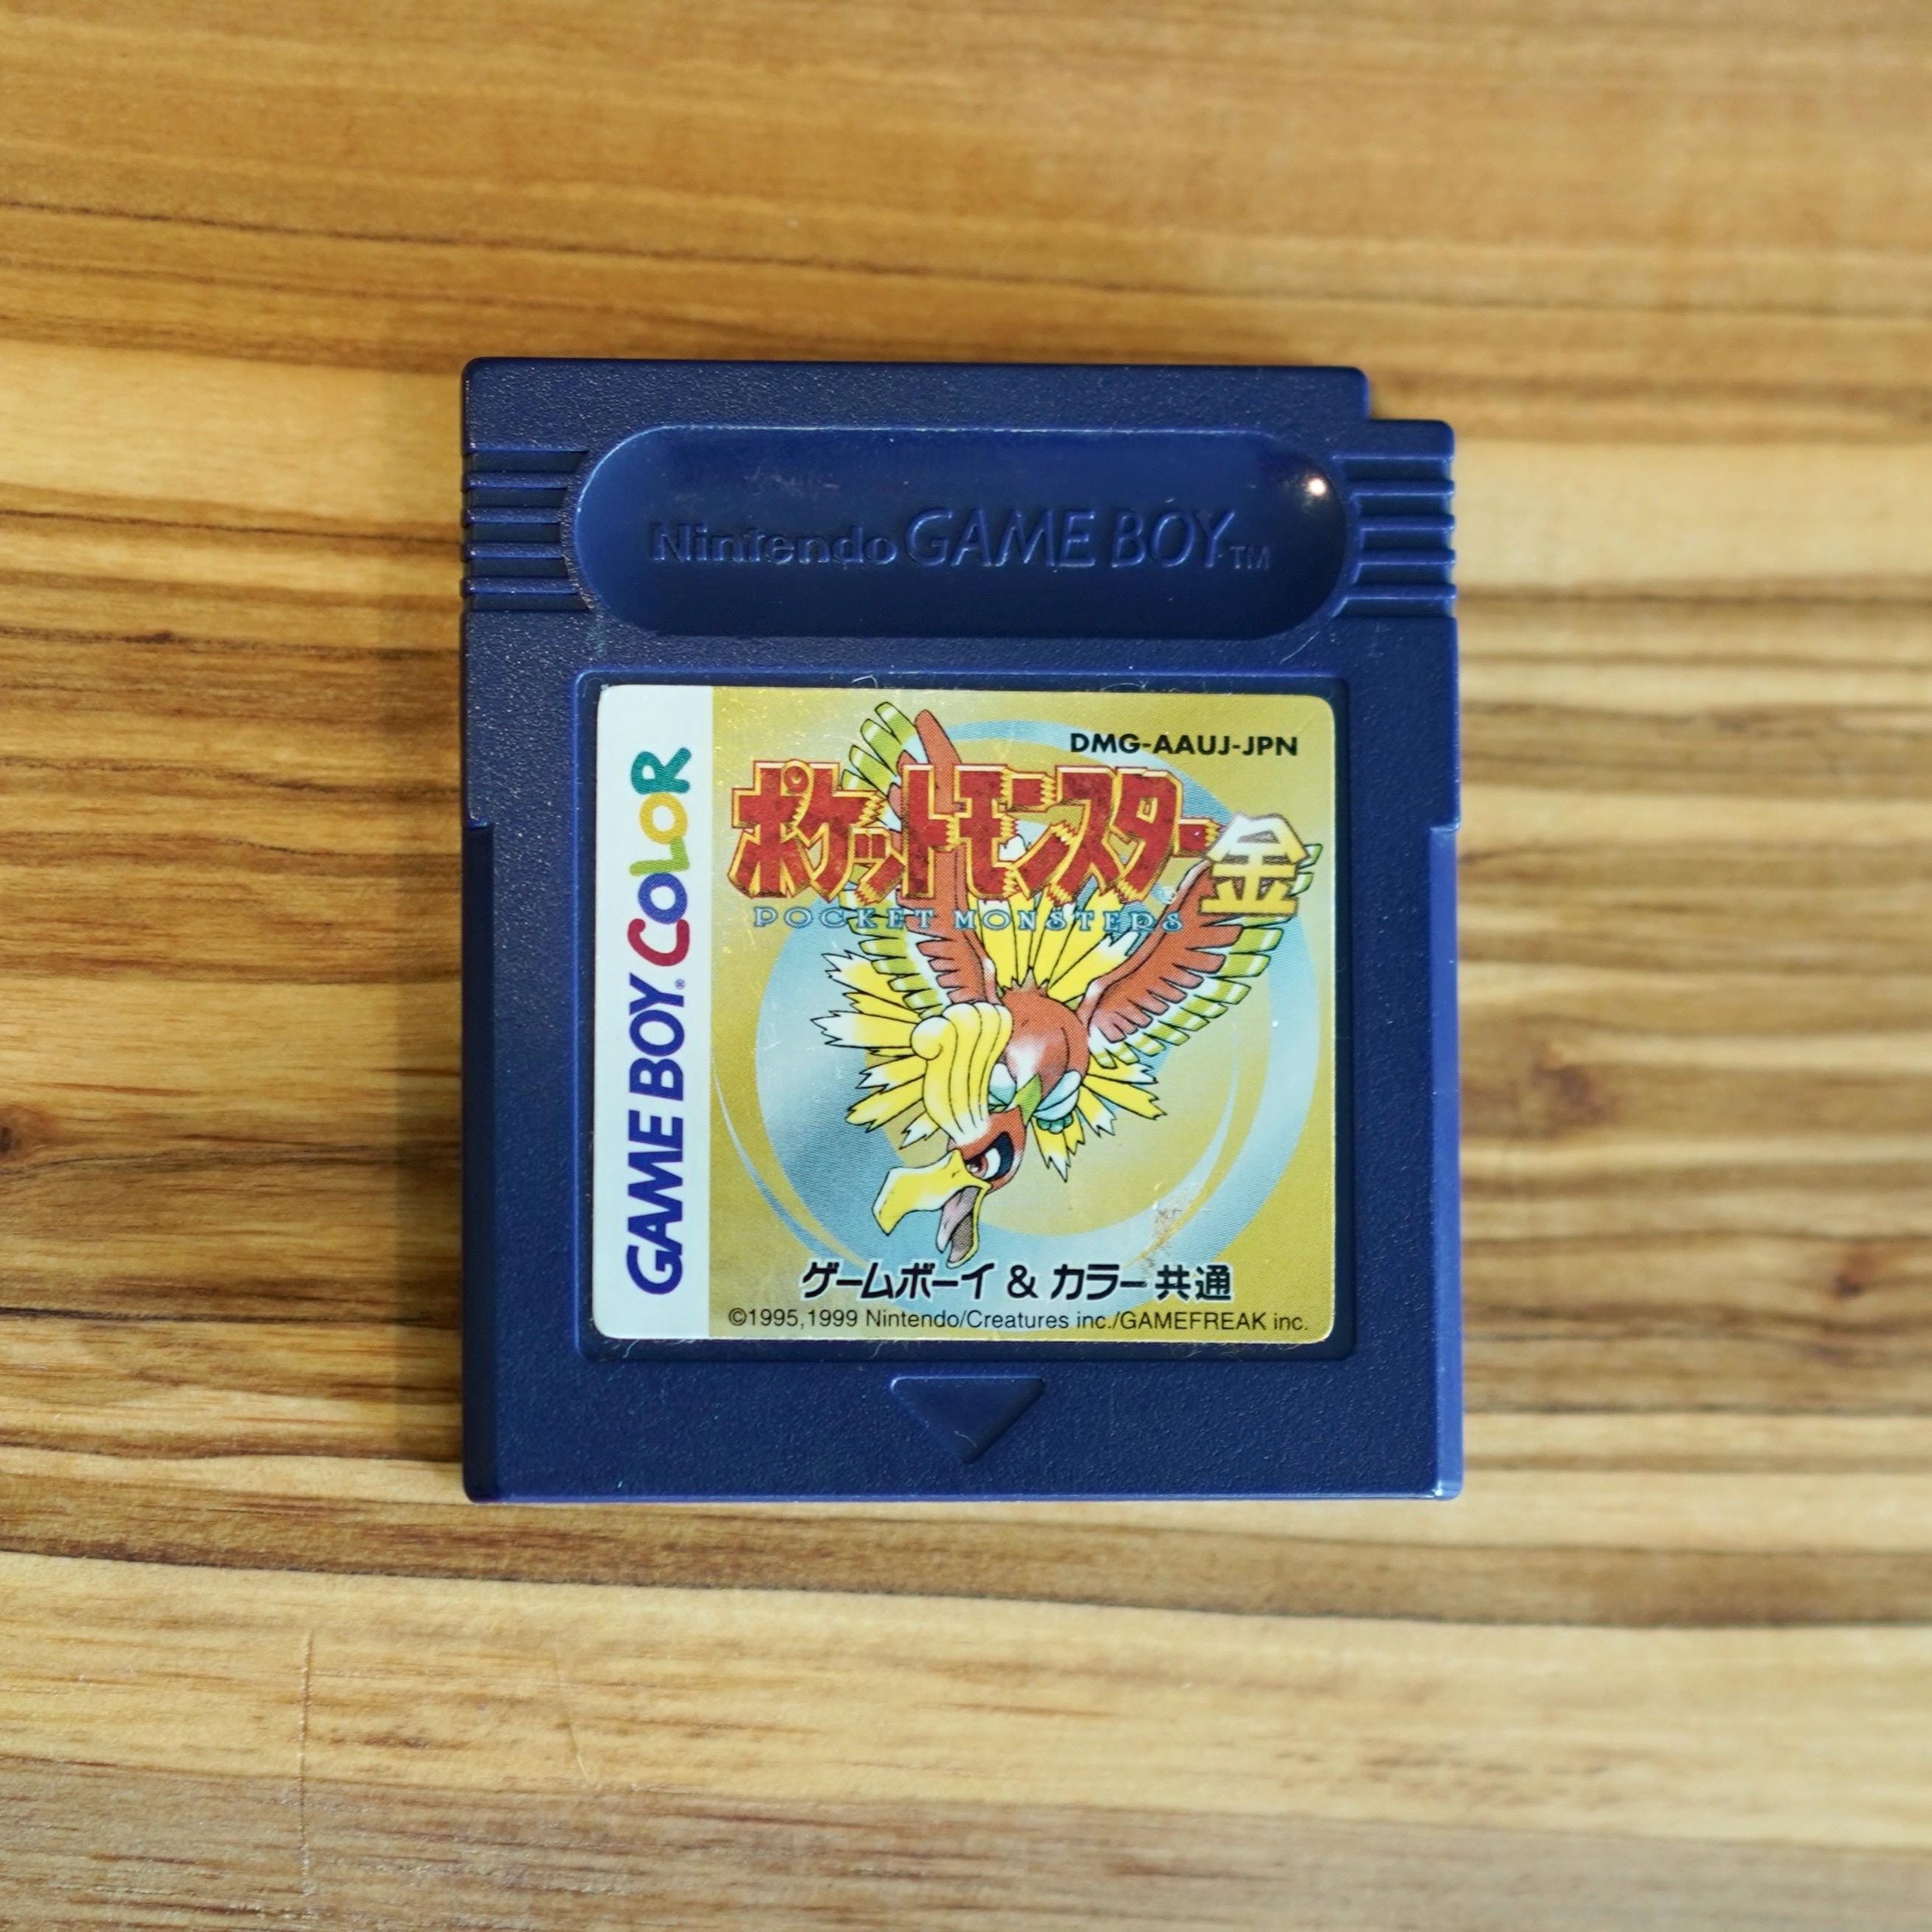 Nintendo GAME BOY TM
GAME BOY® COLOR
DMG-AAUJ-JPN
ポケットモンスター金
POCKET MONSTERS®
ゲームボーイ & カラー共通
©1995,1999 Nintendo/Creatures inc./GAMEFREAK inc.